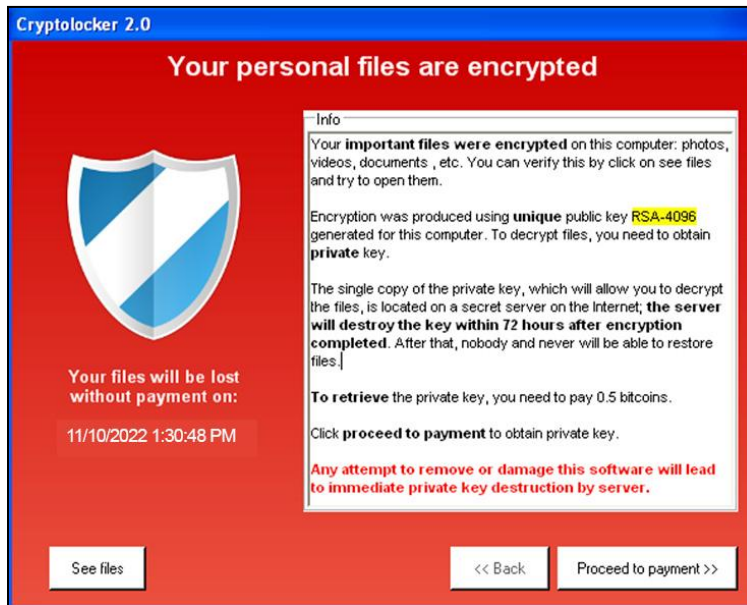 Cryptolocker 2.0
Your personal files are encrypted
Info
Your important files were encrypted on this computer: photos,
videos, documents , etc. You can verify this by click on see files
and try to open them.
Encryption was produced using unique public key RSA-4096
generated for this computer. To decrypt files, you need to obtain
private key.
The single copy of the private key, which will allow you to decrypt
the files, is located on a secret server on the Internet; the server
will destroy the key within 72 hours after encryption
completed. After that, nobody and never will be able to restore
files.
To retrieve the private key, you need to pay 0.5 bitcoins.
Click proceed to payment to obtain private key.
Any attempt to remove or damage this software will lead
to immediate private key destruction by server.
Your files will be lost
without payment on:
11/10/2022 1:30:48 PM
See files
<< Back
Proceed to payment >>